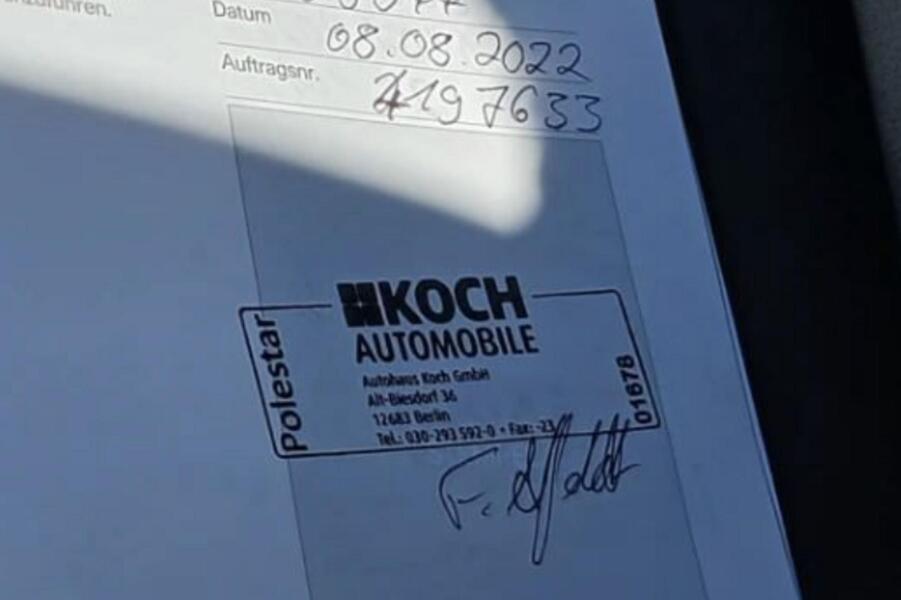 Datum
08.08.2022
Auftragsnr.
4197633
KOCH
AUTOMOBILE
Polestar
Autohaus Koch GmbH
Alt-Biesdorf 36
12683 Berlin
Tel.: 030-293 592-0 • Fax: -23
01678